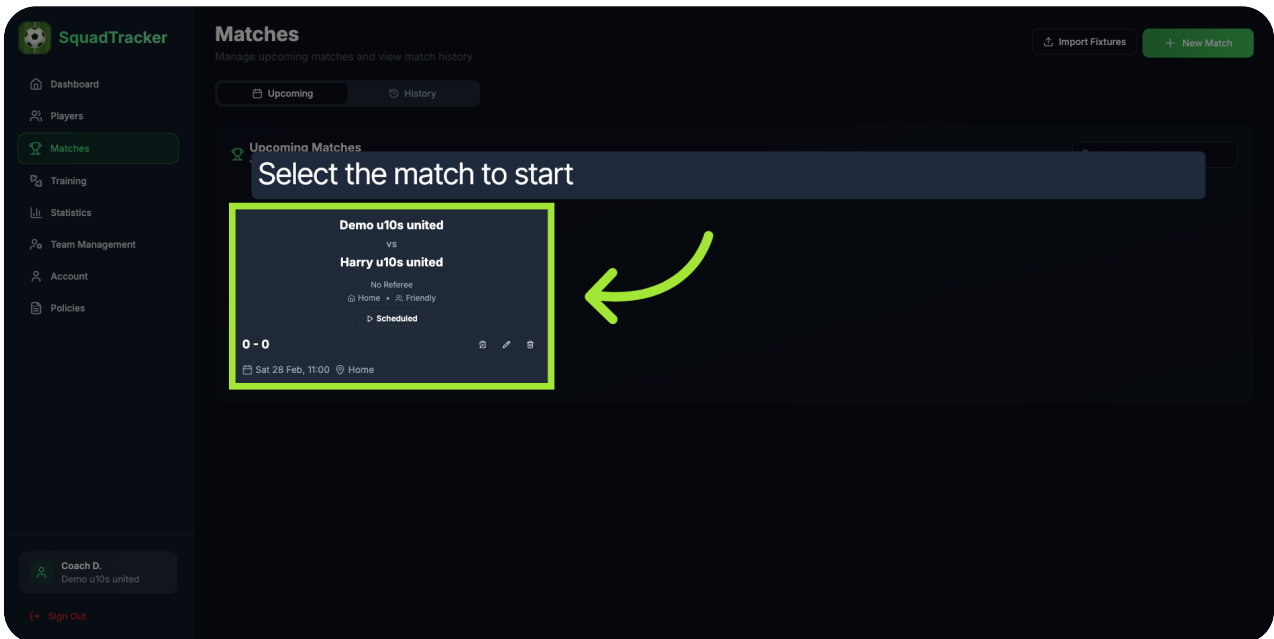 SquadTracker
Dashboard
Players
Matches
Training
Statistics
Team Management
Account
Policies
Coach D.
Demo u10s united
Sign Out
Matches
Manage upcoming matches and view match history
Import Fixtures
New Match
Upcoming
History
Upcoming Matches
Select the match to start
Demo u10s united
vs
Harry u10s united
No Referee
Home • Friendly
Scheduled
0 - 0
Sat 28 Feb, 11:00 Home